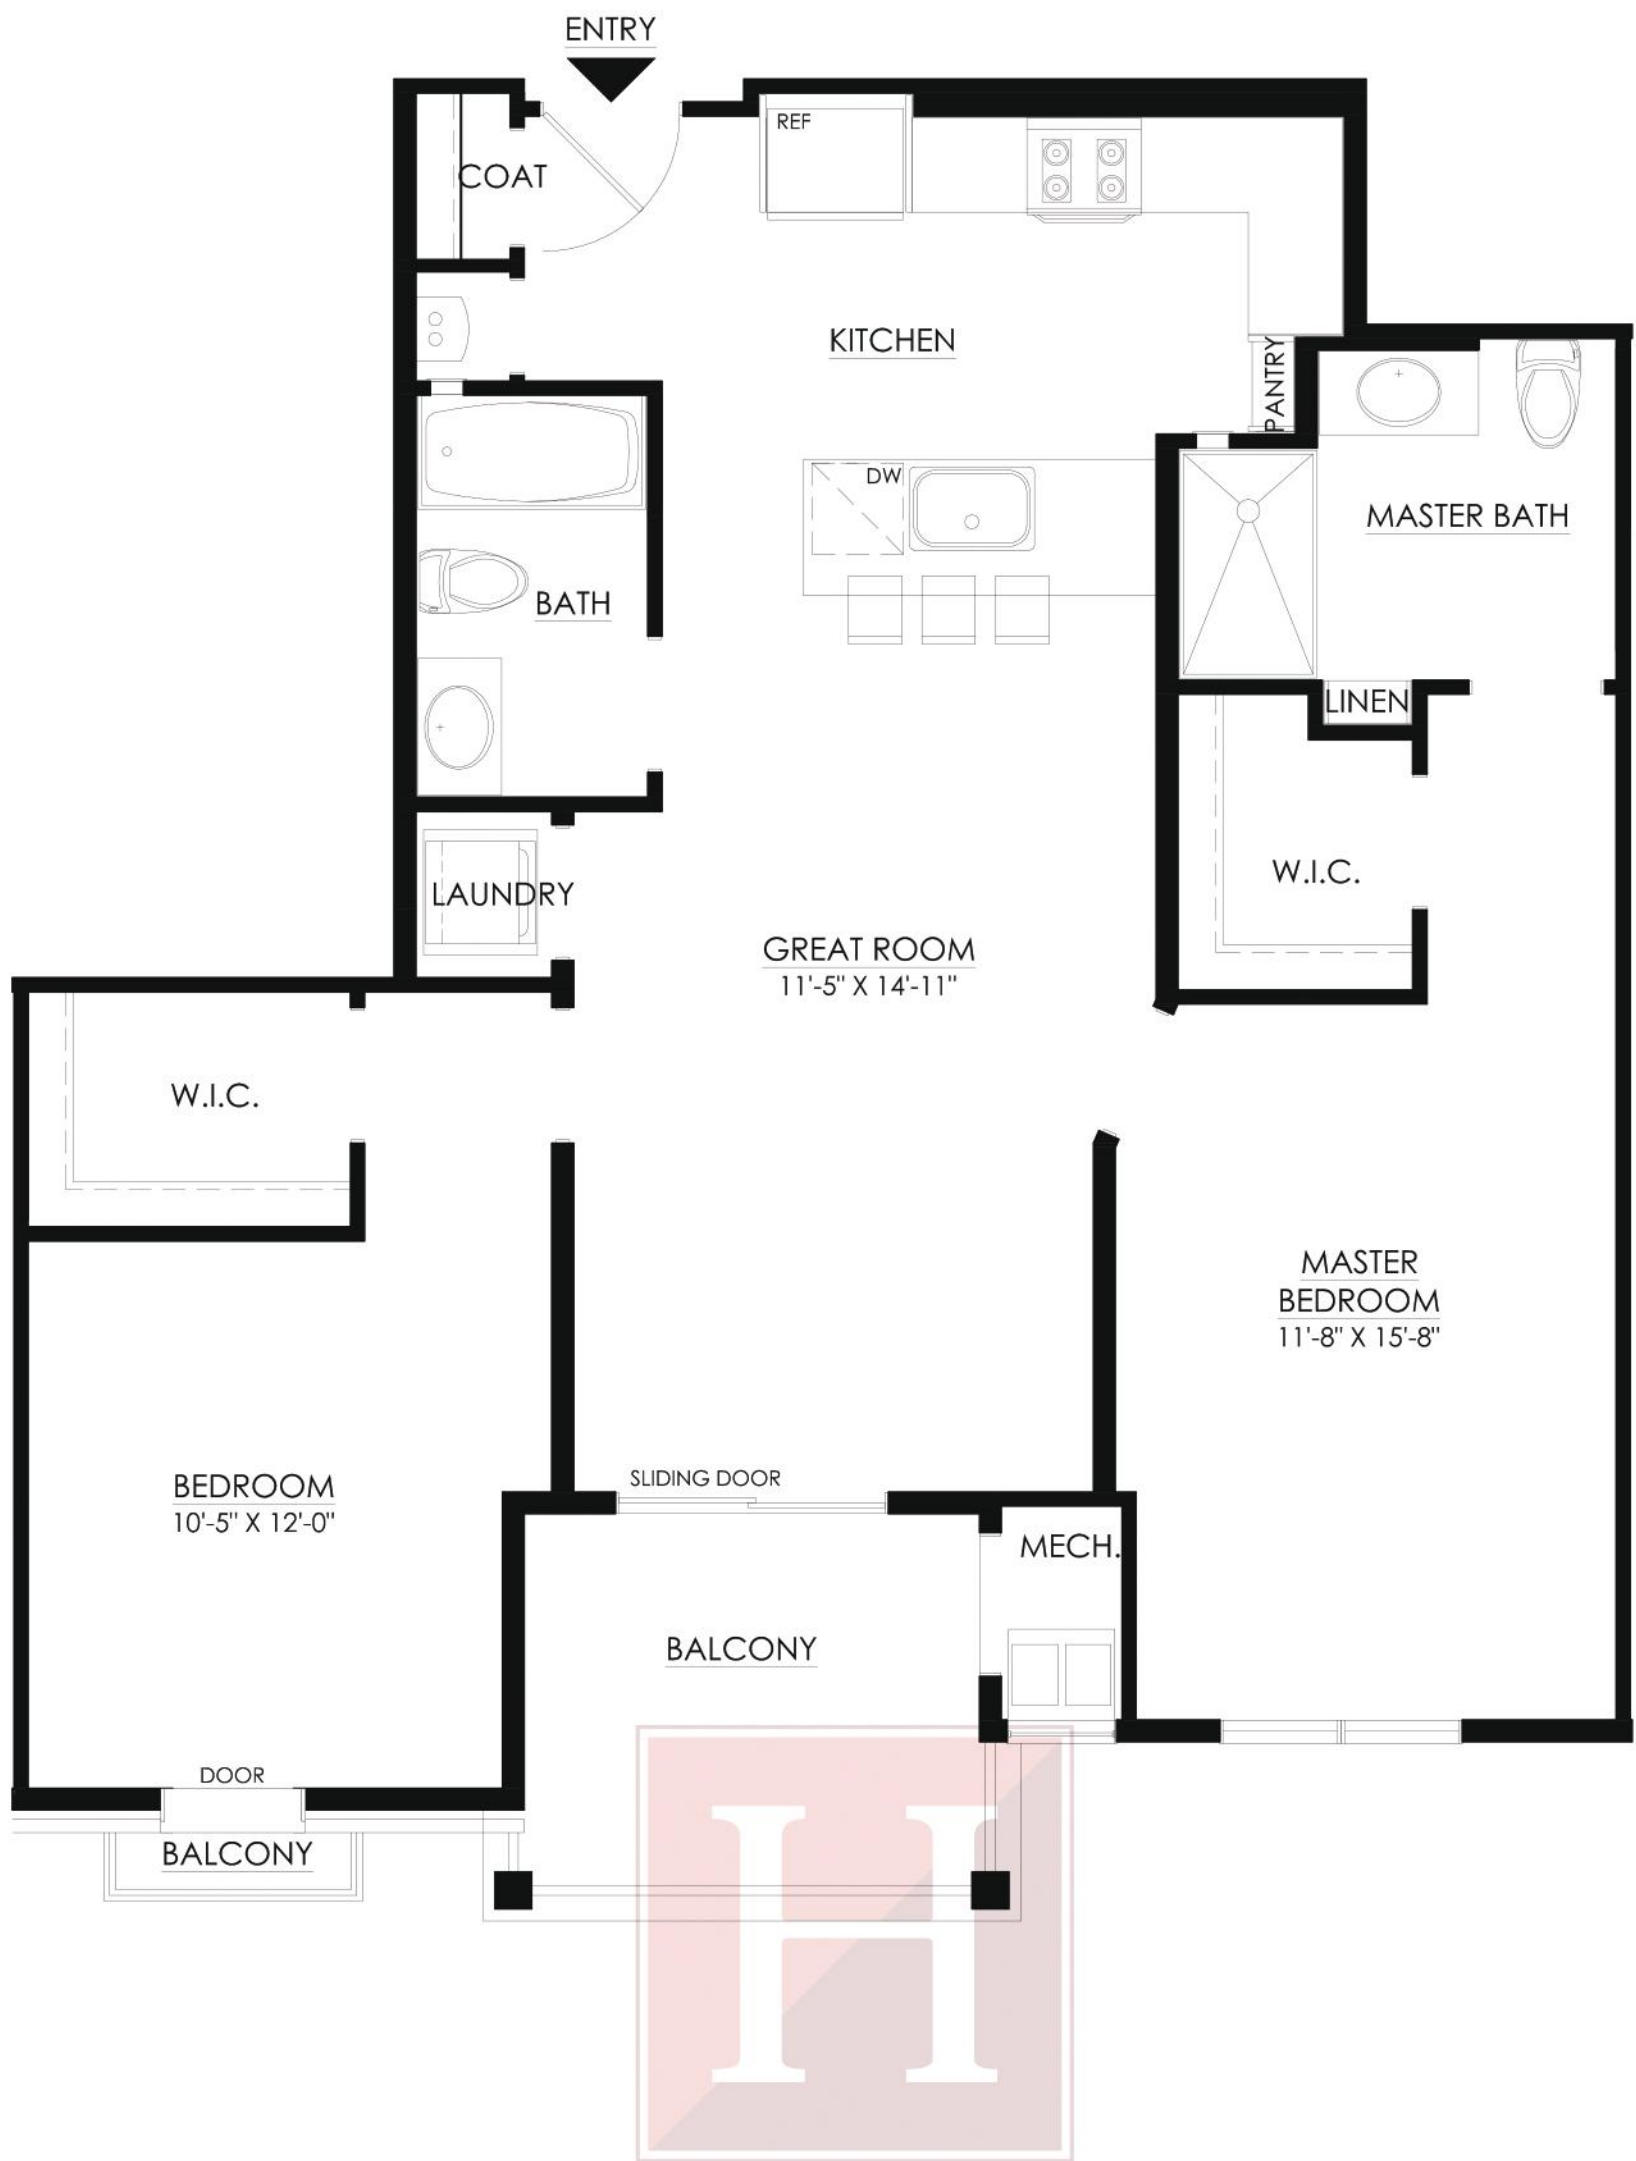 ENTRY
REF
COAT
KITCHEN
PANTRY
DW
MASTER BATH
BATH
LINEN
W.I.C.
LAUNDRY
GREAT ROOM
11'-5" X 14'-11"
W.I.C.
MASTER
BEDROOM
11'-8" X 15'-8"
SLIDING DOOR
BEDROOM
10'-5" X 12'-0"
MECH.
BALCONY
DOOR
BALCONY
H